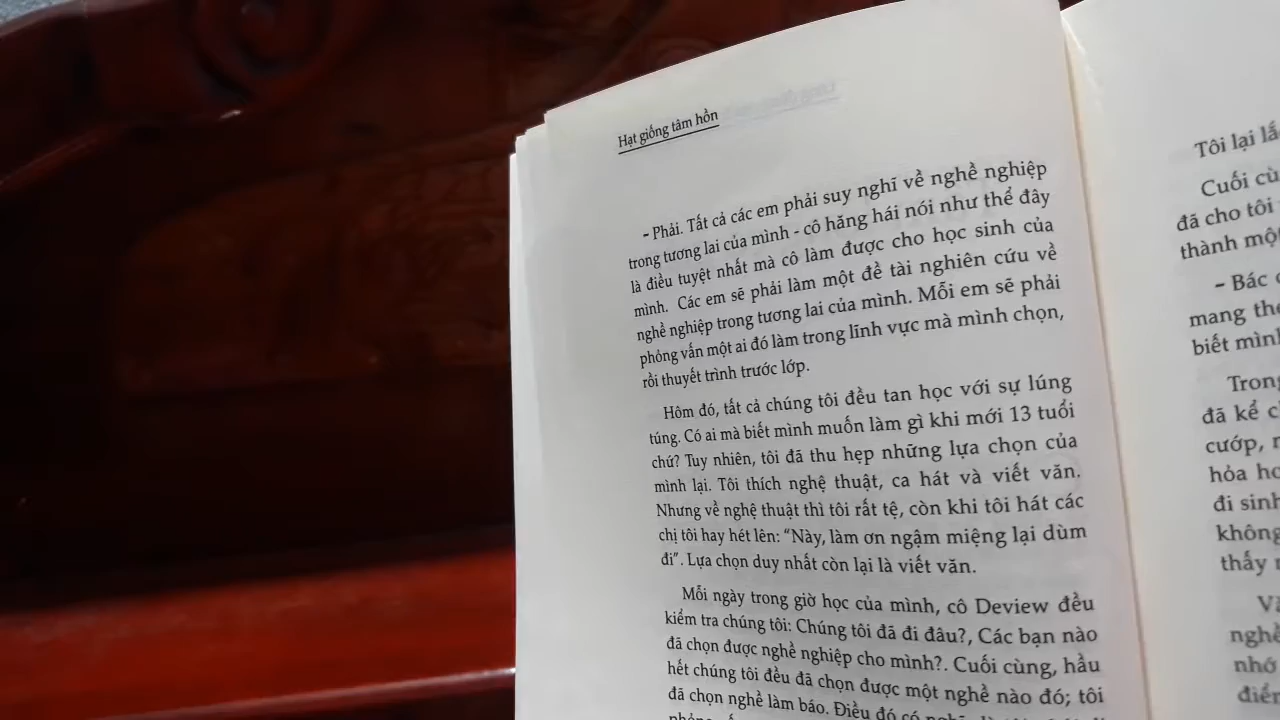 Hạt giống tâm hồn
– Phải. Tất cả các em phải suy nghĩ về nghề nghiệp
trong tương lai của mình - cô hăng hái nói như thể đây
là điều tuyệt nhất mà cô làm được cho học sinh của
mình. Các em sẽ phải làm một đề tài nghiên cứu về
nghề nghiệp trong tương lai của mình. Mỗi em sẽ phải
phỏng vấn một ai đó làm trong lĩnh vực mà mình chọn,
rồi thuyết trình trước lớp.
Hôm đó, tất cả chúng tôi đều tan học với sự lúng
túng. Có ai mà biết mình muốn làm gì khi mới 13 tuổi
chứ? Tuy nhiên, tôi đã thu hẹp những lựa chọn của
mình lại. Tôi thích nghệ thuật, ca hát và viết văn.
Nhưng về nghệ thuật thì tôi rất tệ, còn khi tôi hát các
chị tôi hay hét lên: “Này, làm ơn ngậm miệng lại dùm
đi”. Lựa chọn duy nhất còn lại là viết văn.
Mỗi ngày trong giờ học của mình, cô Deview đều
kiểm tra chúng tôi: Chúng tôi đã đi đâu?, Các bạn nào
đã chọn được nghề nghiệp cho mình?. Cuối cùng, hầu
hết chúng tôi đều đã chọn được một nghề nào đó; tôi
đã chọn nghề làm báo. Điều đó có
Tôi lại
Cuối
đã cho tôi
thành
– Bác
mang
biết
Trong
đã kể
cướp,
hỏa
đi sinh
không
thấy
nghề
nhớ